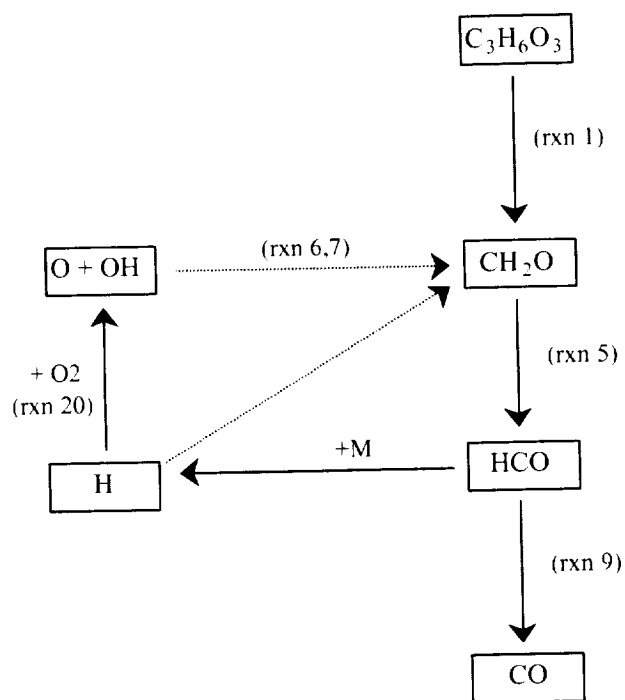 C₃H₆O₃
(rxn 1)
(rxn 6,7)
O + OH
CH₂O
+ O2
(rxn 20)
(rxn 5)
+M
H
HCO
(rxn 9)
CO